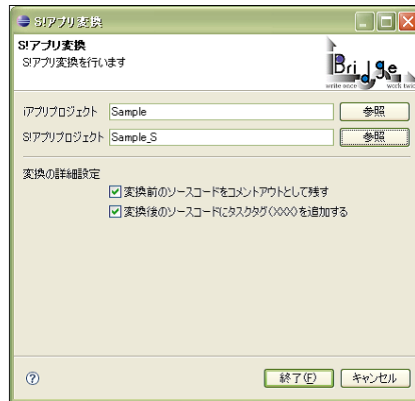 S!アプリ変換
S!アプリ変換
S!アプリ変換を行います
Bridge
write once work twice
iアプリプロジェクト Sample 参照
S!アプリプロジェクト Sample_S 参照
変換の詳細設定
変換前のソースコードをコメントアウトとして残す
変換後のソースコードにタスクタグ(XXX)を追加する
終了(F) キャンセル